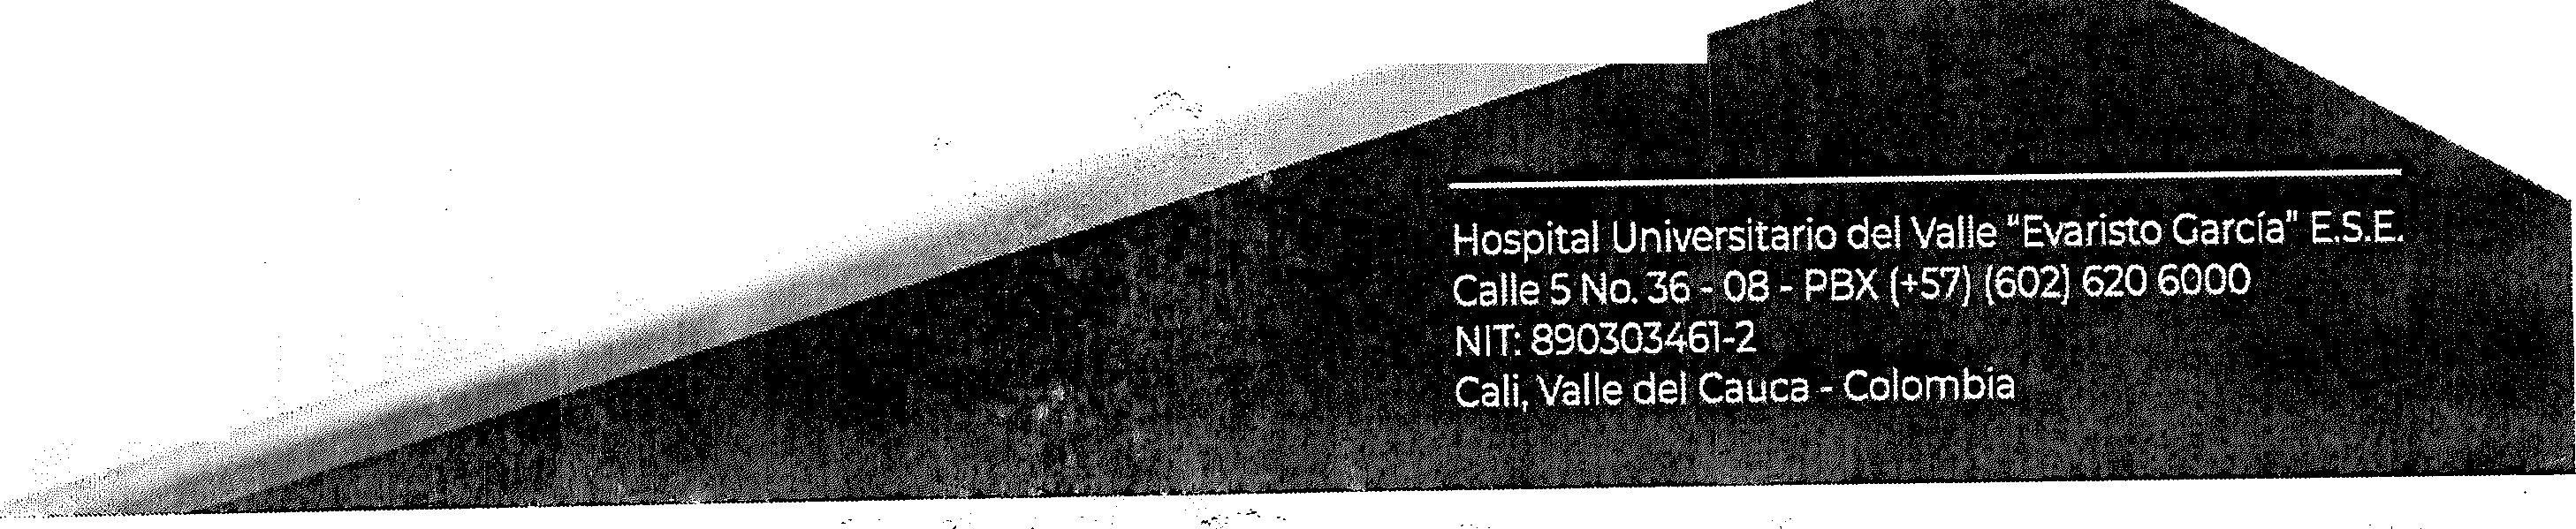 Hospital Universitario del Valle "Evaristo García" E.S.E.
Calle 5 No. 36 - 08 - PBX (+57) (602) 620 6000
NIT: 890303461-2
Cali, Valle del Cauca - Colombia